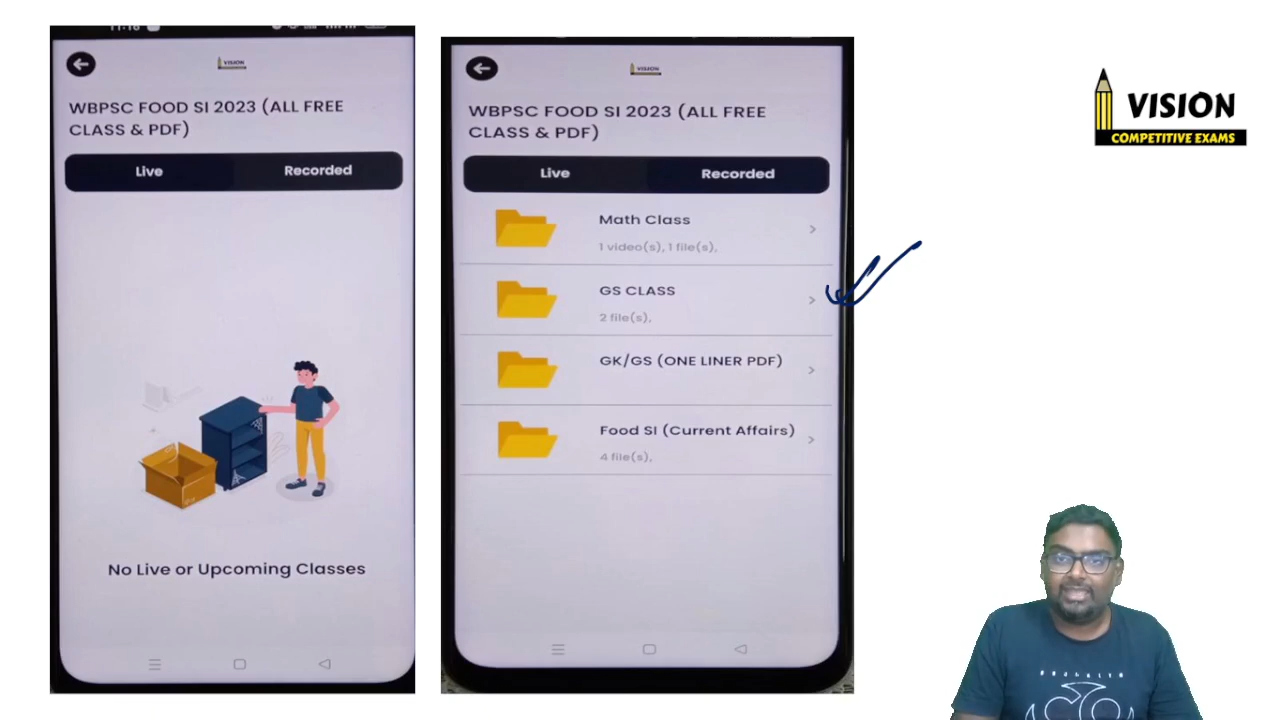 VISION
WBPSC FOOD SI 2023 (ALL FREE
CLASS & PDF)
Live
Recorded
No Live or Upcoming Classes
VISION
WBPSC FOOD SI 2023 (ALL FREE
CLASS & PDF)
Live
Recorded
Math Class
1 video(s), 1 file(s),
GS CLASS
2 file(s),
GK/GS (ONE LINER PDF)
Food SI (Current Affairs)
4 file(s),
VISION
COMPETITIVE EXAMS